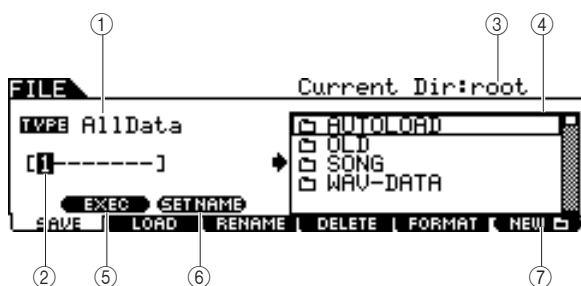 ① ③ ④
FILE Current Dir:root
TYPE AllData
[1-------]
AUTOLOAD
OLD
SONG
WAV-DATA
EXEC SETNAME
SAVE LOAD RENAME DELETE FORMAT NEW
② ⑤ ⑥ ⑦